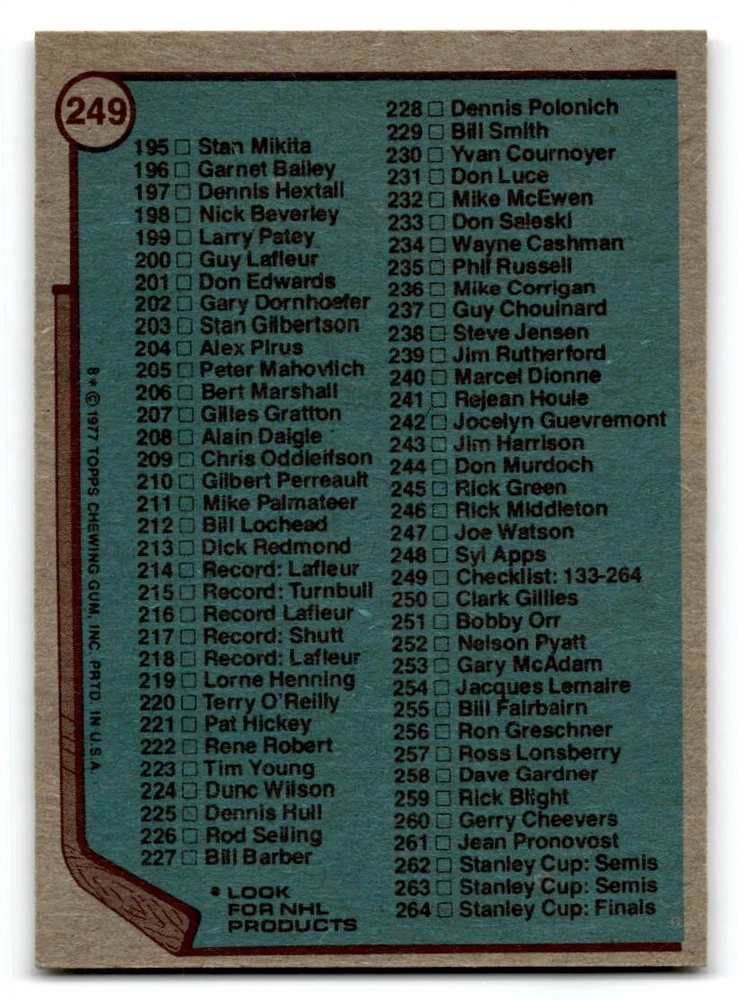 249
195 □ Stan Mikita
196 □ Garnet Bailey
197 □ Dennis Hextall
198 □ Nick Beverley
199 □ Larry Patey
200 □ Guy Lafleur
201 □ Don Edwards
202 □ Gary Dornhoefer
203 □ Stan Gilbertson
204 □ Alex Pirus
205 □ Peter Mahovlich
206 □ Bert Marshall
207 □ Gilles Gratton
208 □ Alain Daigle
209 □ Chris Oddleifson
210 □ Gilbert Perreault
211 □ Mike Palmateer
212 □ Bill Lochead
213 □ Dick Redmond
214 □ Record: Lafleur
215 □ Record: Turnbull
216 □ Record Lafleur
217 □ Record: Shutt
218 □ Record: Lafleur
219 □ Lorne Henning
220 □ Terry O'Reilly
221 □ Pat Hickey
222 □ Rene Robert
223 □ Tim Young
224 □ Dunc Wilson
225 □ Dennis Hull
226 □ Rod Seiling
227 □ Bill Barber
* LOOK
FOR NHL
PRODUCTS
228 □ Dennis Polonich
229 □ Bill Smith
230 □ Yvan Cournoyer
231 □ Don Luce
232 □ Mike McEwen
233 □ Don Saleski
234 □ Wayne Cashman
235 □ Phil Russell
236 □ Mike Corrigan
237 □ Guy Chouinard
238 □ Steve Jensen
239 □ Jim Rutherford
240 □ Marcel Dionne
241 □ Rejean Houle
242 □ Jocelyn Guevremont
243 □ Jim Harrison
244 □ Don Murdoch
245 □ Rick Green
246 □ Rick Middleton
247 □ Joe Watson
248 □ Syl Apps
249 □ Checklist: 133-264
250 □ Clark Gillies
251 □ Bobby Orr
252 □ Nelson Pyatt
253 □ Gary McAdam
254 □ Jacques Lemaire
255 □ Bill Fairbairn
256 □ Ron Greschner
257 □ Ross Lonsberry
258 □ Dave Gardner
259 □ Rick Blight
260 □ Gerry Cheevers
261 □ Jean Pronovost
262 □ Stanley Cup: Semis
263 □ Stanley Cup: Semis
264 □ Stanley Cup: Finals
8* © 1977 TOPPS CHEWING GUM, INC. PRTD. IN U.S.A.